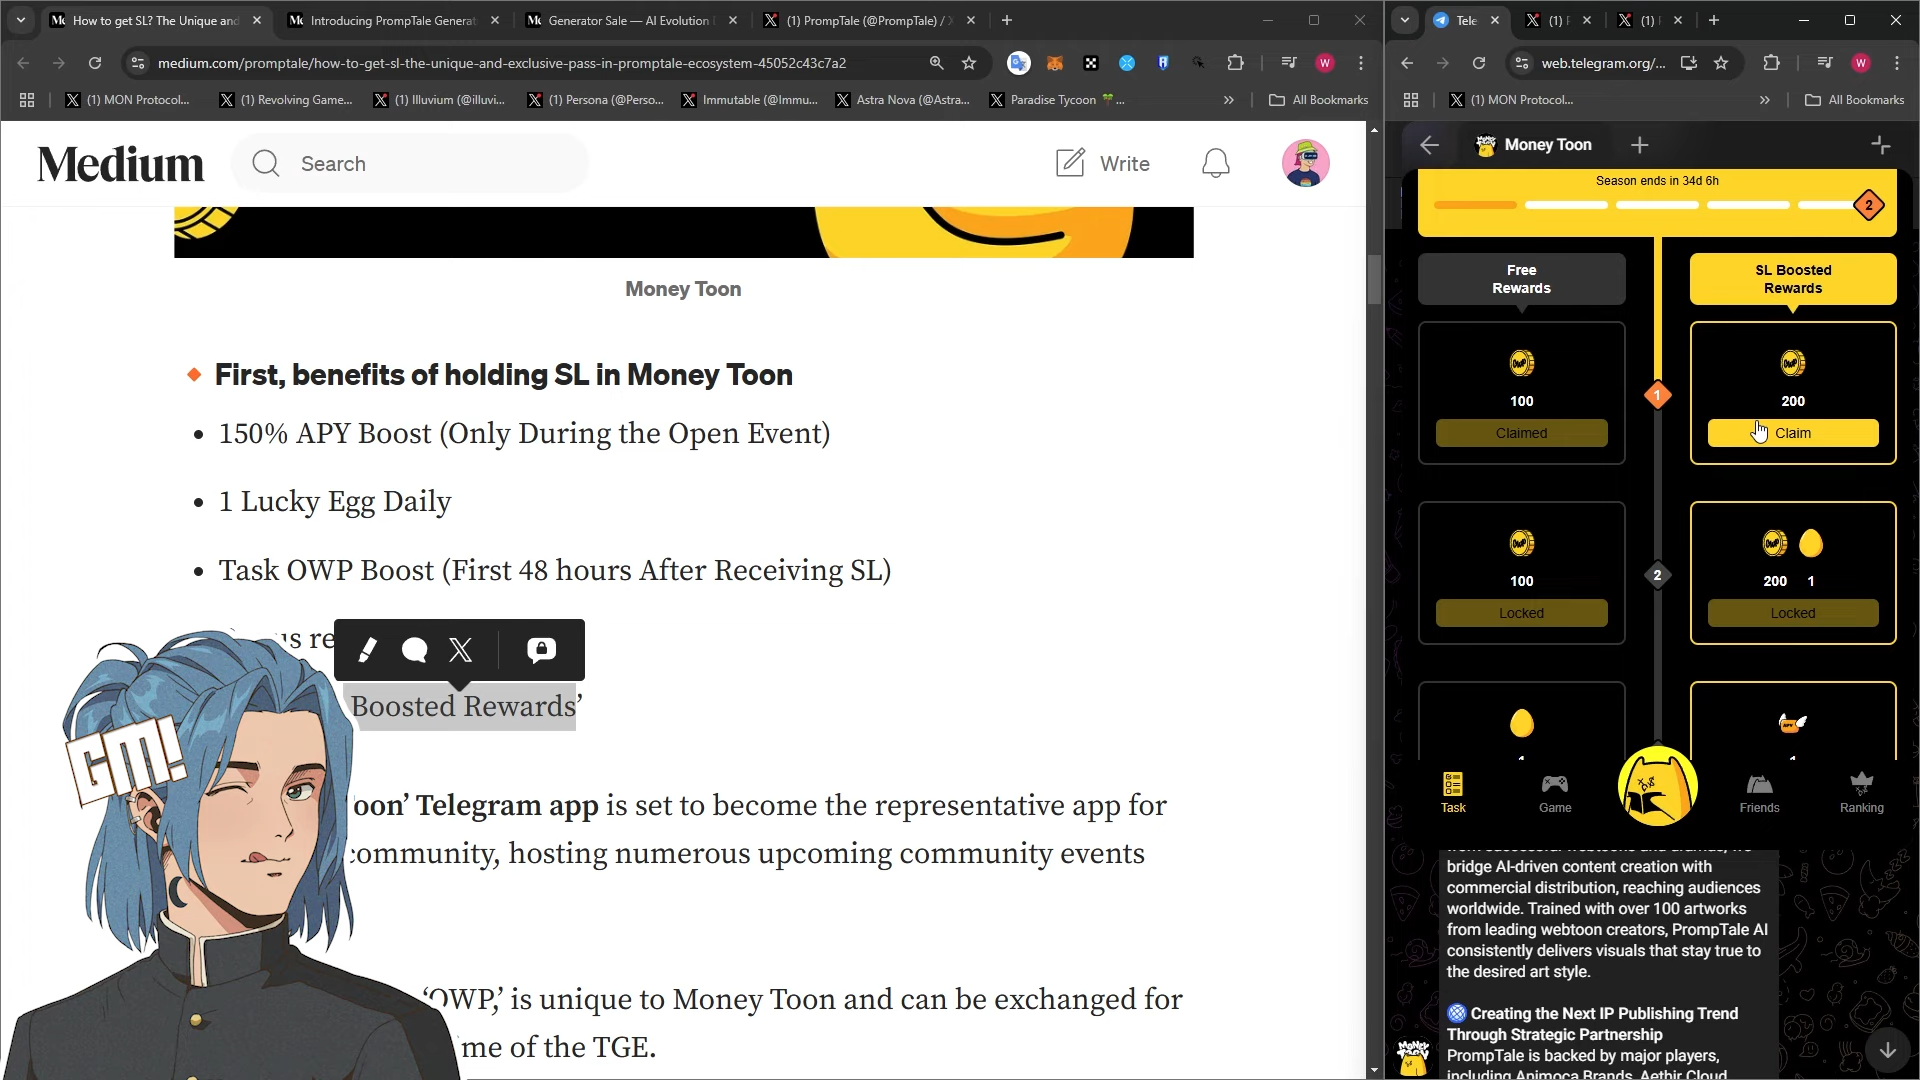 How to get SL? The Unique and
Introducing PrompTale Generat
Generator Sale — AI Evolution
(1) PrompTale (@PrompTale) /
medium.com/promptale/how-to-get-sl-the-unique-and-exclusive-pass-in-promptale-ecosystem-45052c43c7a2
(1) MON Protocol...
(1) Revolving Game...
(1) Illuvium (@illuvi...
(1) Persona (@Perso...
Immutable (@Immu...
Astra Nova (@Astra...
Paradise Tycoon
All Bookmarks
Medium
Search
Write
Money Toon
First, benefits of holding SL in Money Toon
150% APY Boost (Only During the Open Event)
1 Lucky Egg Daily
Task OWP Boost (First 48 hours After Receiving SL)
Boosted Rewards’
oon’ Telegram app is set to become the representative app for
community, hosting numerous upcoming community events
‘OWP,’ is unique to Money Toon and can be exchanged for
me of the TGE.
GM!
Tele
(1)
(1)
web.telegram.org/...
(1) MON Protocol...
All Bookmarks
Money Toon
Season ends in 34d 6h
2
Free
Rewards
SL Boosted
Rewards
100
Claimed
1
200
Claim
100
Locked
2
200 1
Locked
Task
Game
Friends
Ranking
bridge AI-driven content creation with
commercial distribution, reaching audiences
worldwide. Trained with over 100 artworks
from leading webtoon creators, PrompTale AI
consistently delivers visuals that stay true to
the desired art style.
Creating the Next IP Publishing Trend
Through Strategic Partnership
PrompTale is backed by major players,
including Animoca Brands, Aethir Cloud